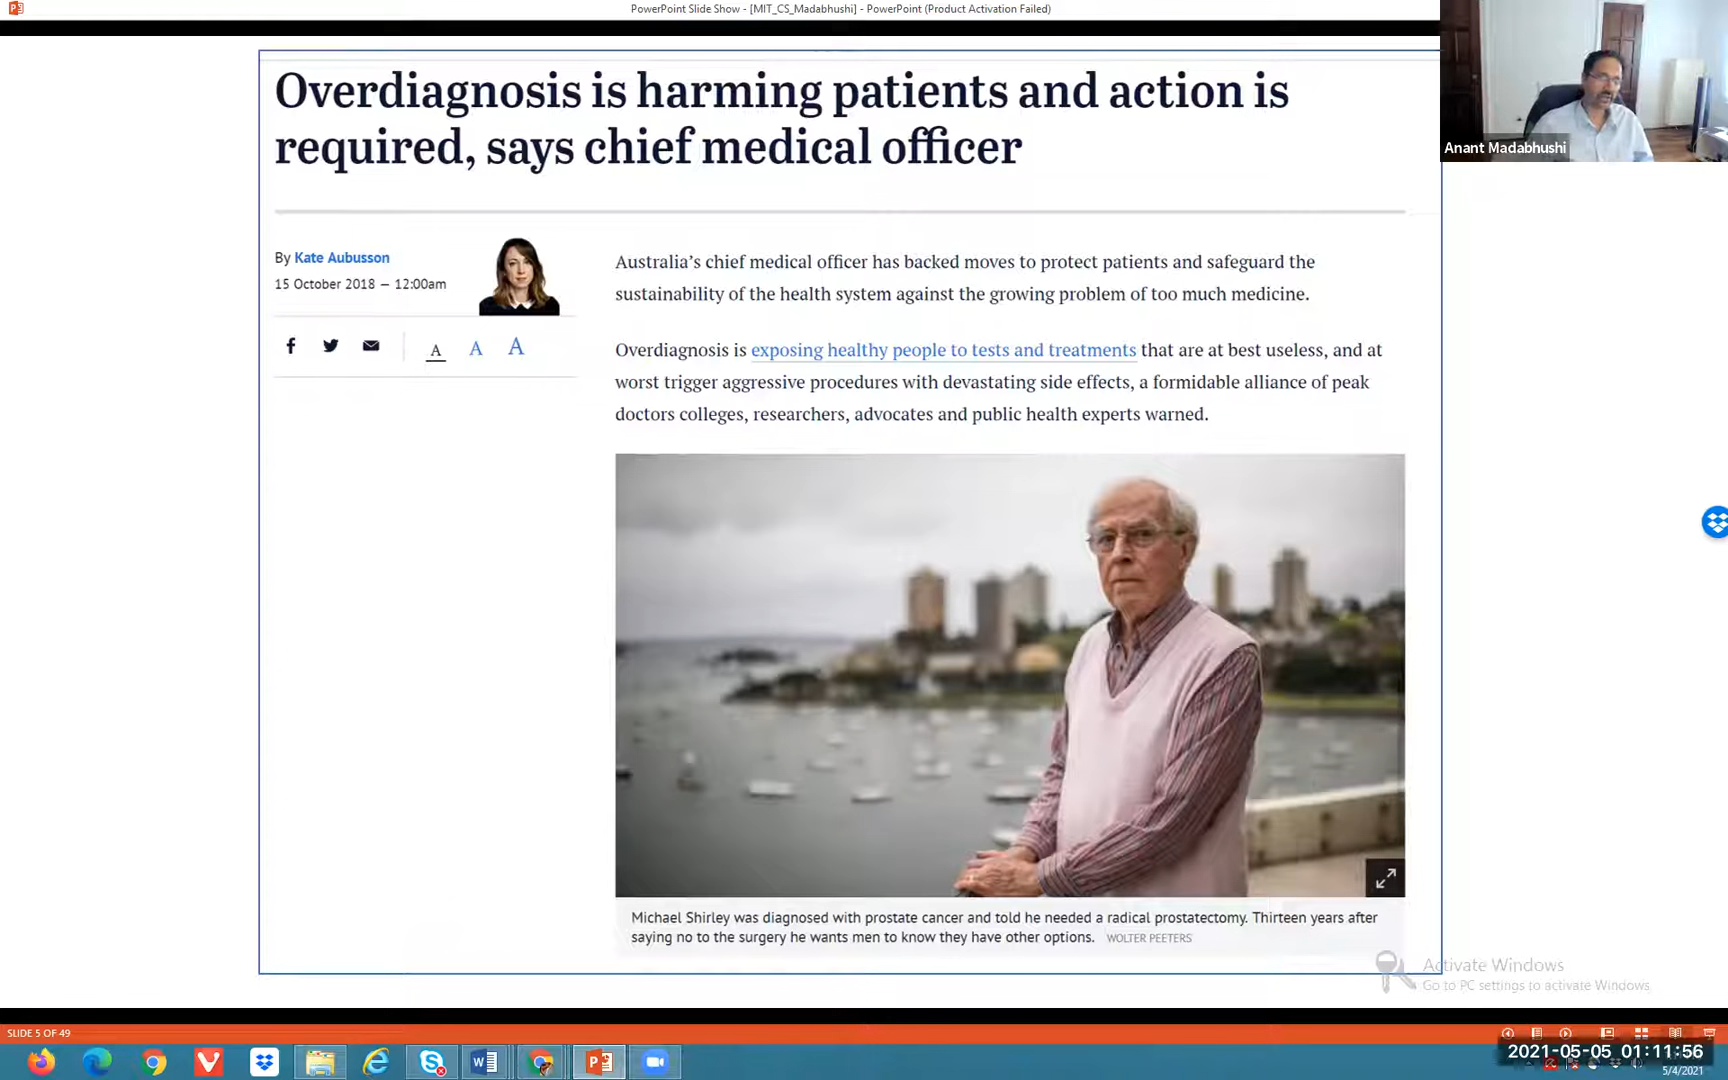 PowerPoint Slide Show - [MIT_CS_Madabhushi] - PowerPoint (Product Activation Failed)
Anant Madabhushi
Overdiagnosis is harming patients and action is
required, says chief medical officer
By Kate Aubusson
15 October 2018 — 12:00am
A A A
Australia’s chief medical officer has backed moves to protect patients and safeguard the
sustainability of the health system against the growing problem of too much medicine.
Overdiagnosis is exposing healthy people to tests and treatments that are at best useless, and at
worst trigger aggressive procedures with devastating side effects, a formidable alliance of peak
doctors colleges, researchers, advocates and public health experts warned.
Michael Shirley was diagnosed with prostate cancer and told he needed a radical prostatectomy. Thirteen years after
saying no to the surgery he wants men to know they have other options. WOLTER PEETERS
Activate Windows
Go to PC settings to activate Windows
SLIDE 5 OF 49
2021-05-05 01:11:56
5/4/2021